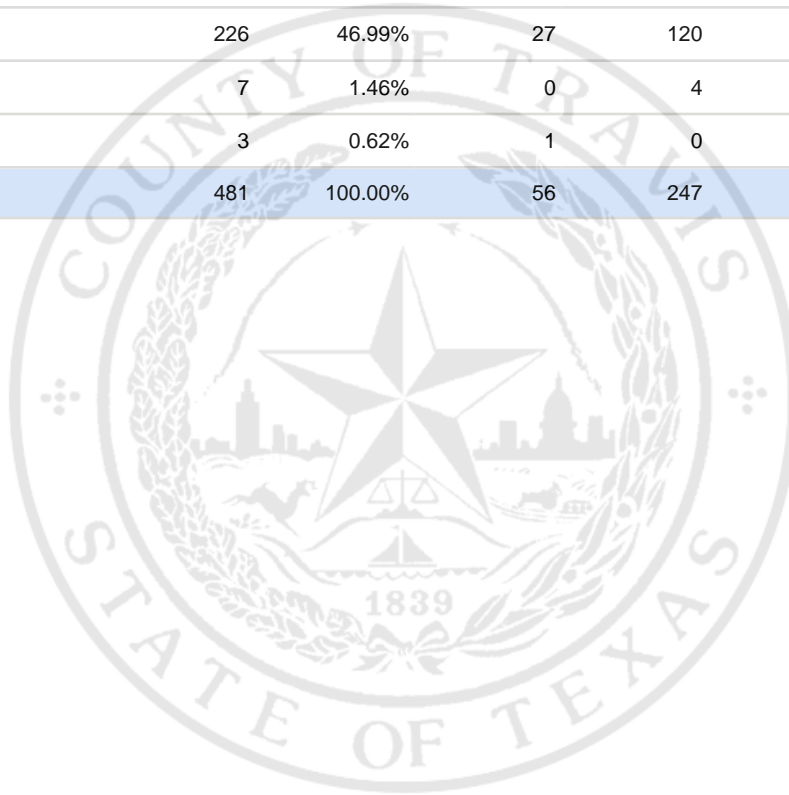 226 46.99% 27 120
7 1.46% 0 4
3 0.62% 1 0
481 100.00% 56 247
COUNTY OF TRAVIS
1839
STATE OF TEXAS